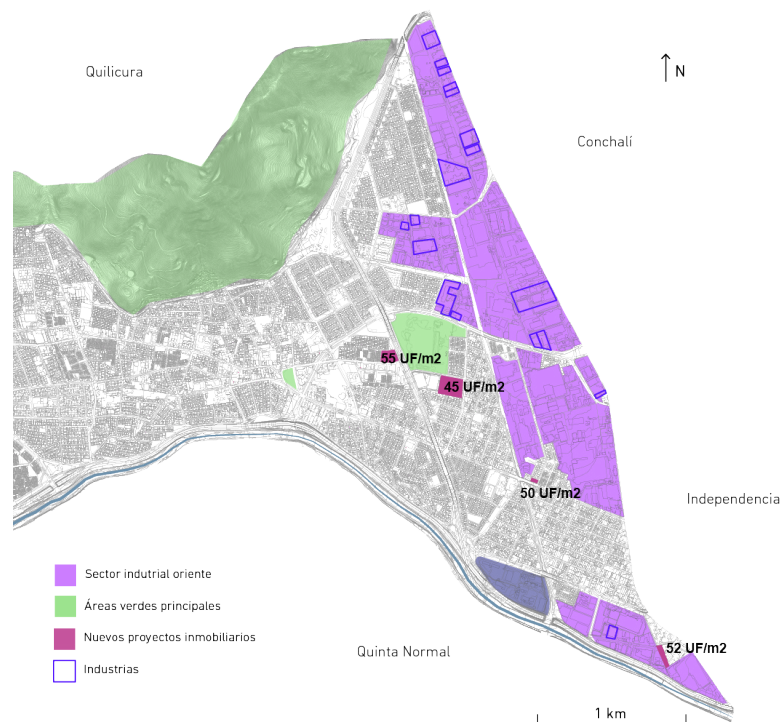 Quilicura
N
Conchalí
55 UF/m2
45 UF/m2
50 UF/m2
Independencia
Sector indutrial oriente
Áreas verdes principales
Nuevos proyectos inmobiliarios
Industrias
Quinta Normal
52 UF/m2
1 km